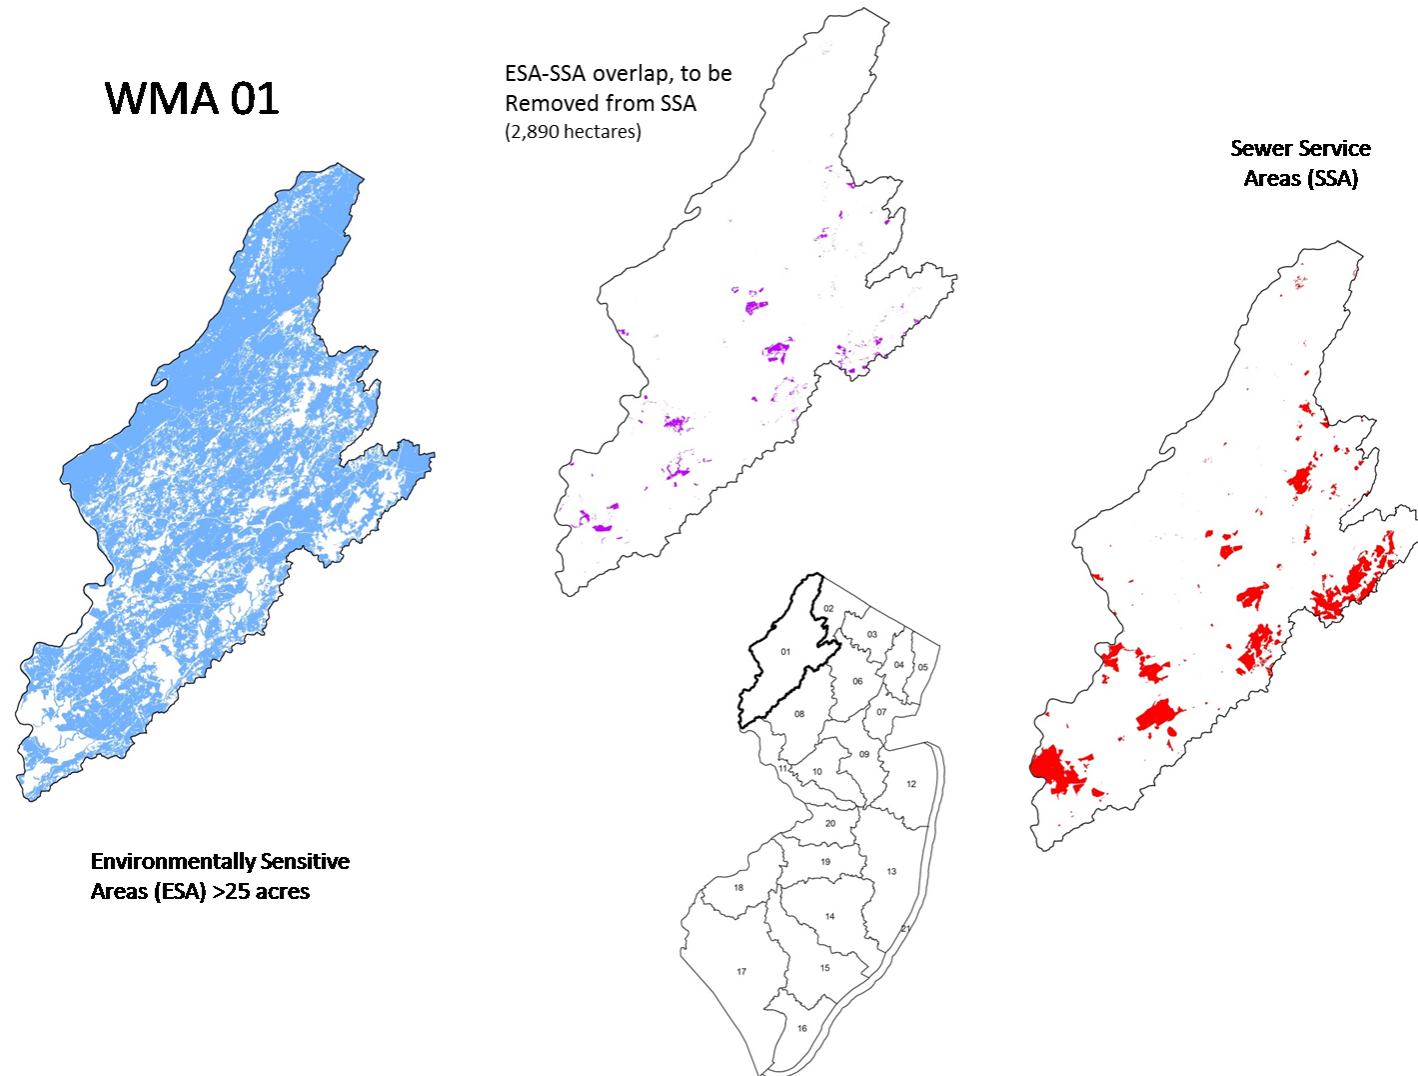 WMA 01
ESA-SSA overlap, to be
Removed from SSA
(2,890 hectares)
Sewer Service
Areas (SSA)
Environmentally Sensitive
Areas (ESA) >25 acres
02
03
01
04
05
06
07
08
09
11
10
12
20
19
13
18
14
21
15
17
16